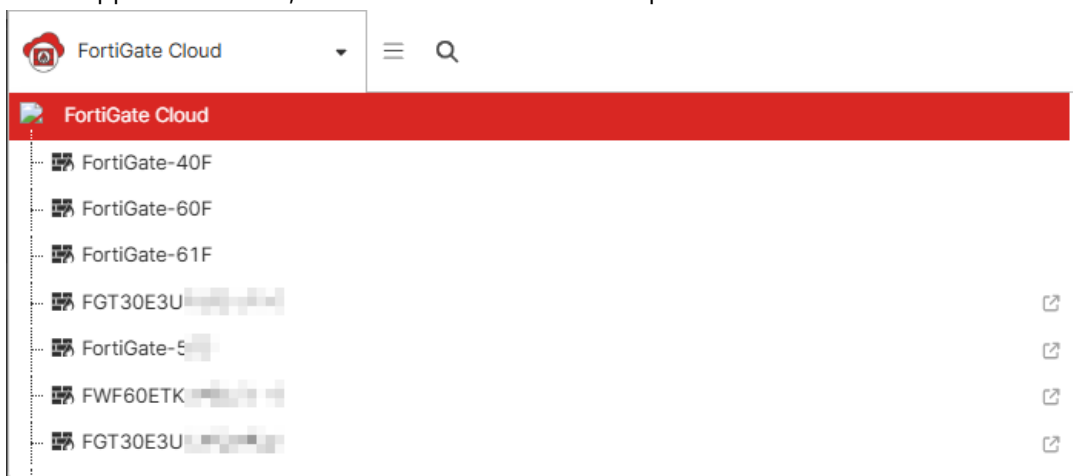 FortiGate Cloud
FortiGate Cloud
FortiGate-40F
FortiGate-60F
FortiGate-61F
FGT30E3U
FortiGate-5
FWF60ETK
FGT30E3U